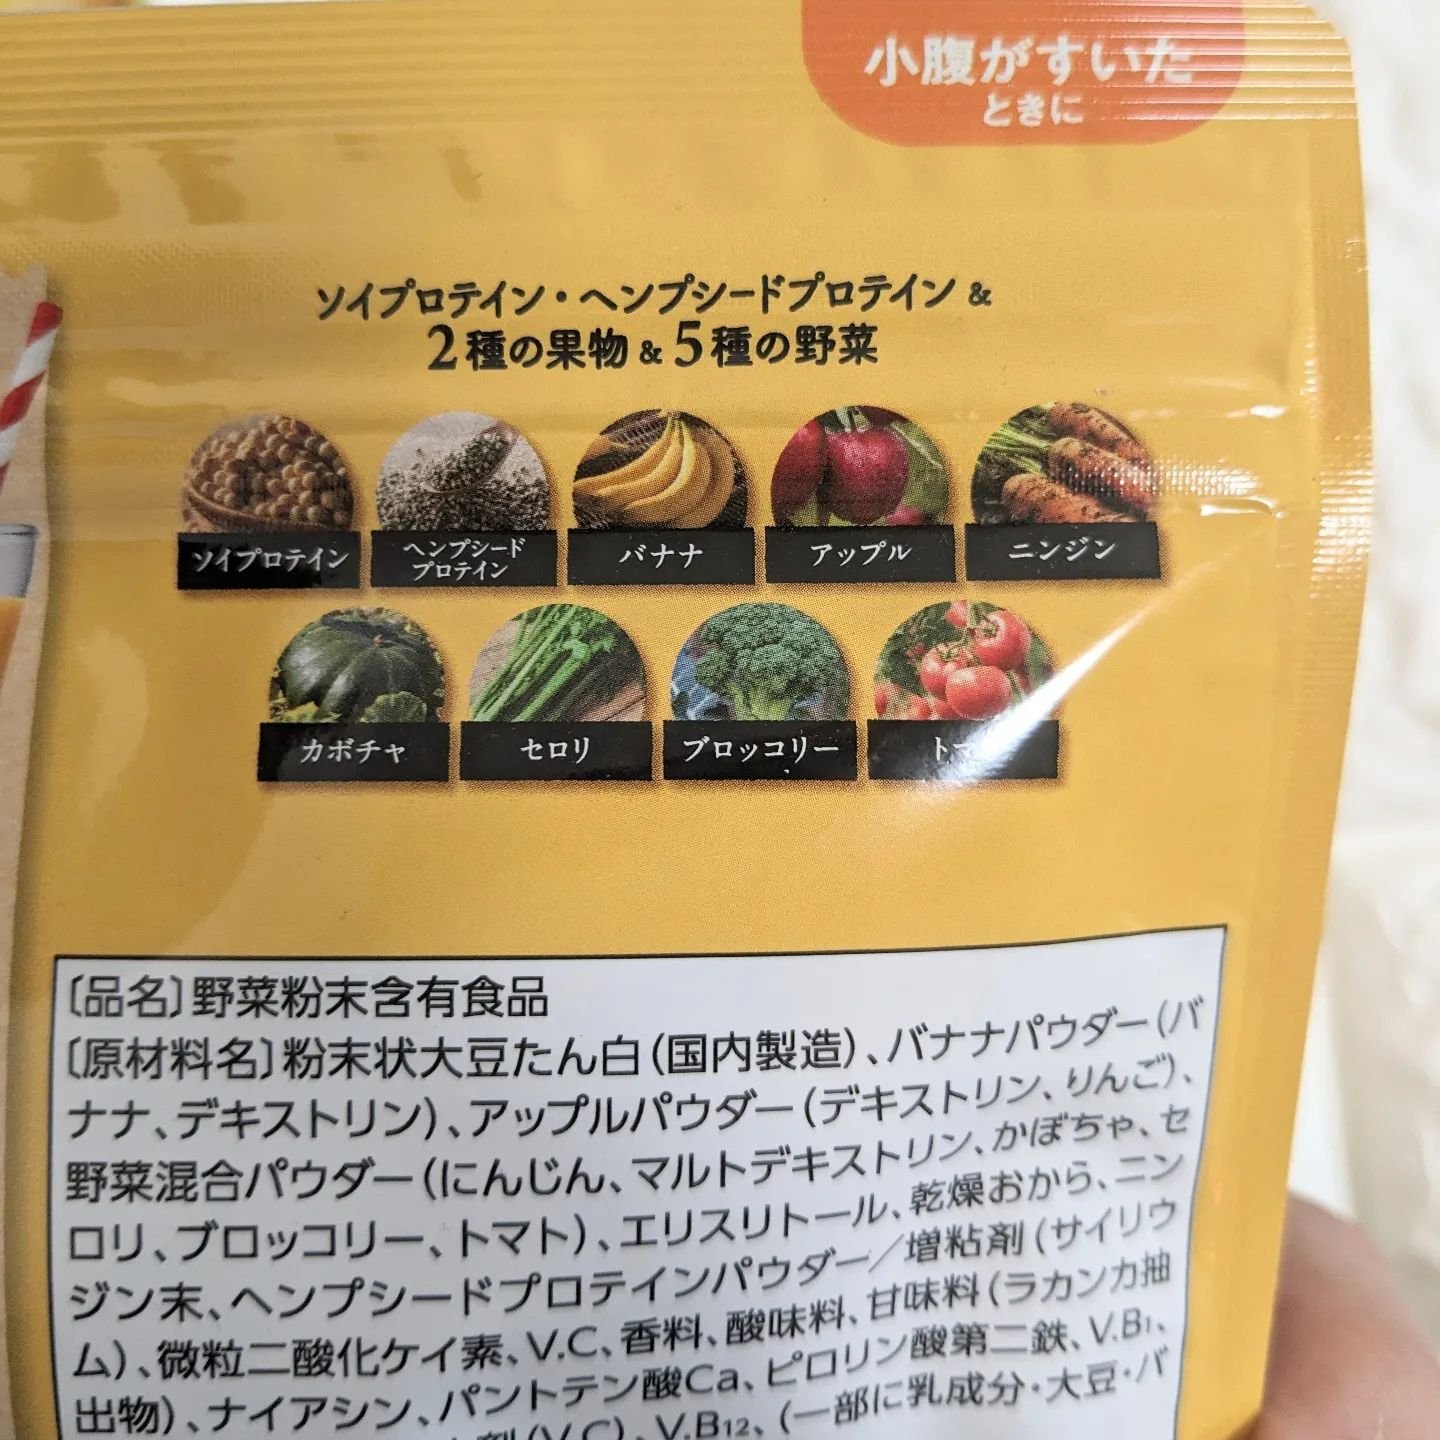 小腹がすいた
ときに
ソイプロテイン・ヘンプシードプロテイン&
2種の果物&5種の野菜
ソイプロテイン
ヘンプシード
プロテイン
バナナ
アップル
ニンジン
カボチャ
セロリ
ブロッコリー
〔品名〕野菜粉末含有食品
〔原材料名〕粉末状大豆たん白(国内製造)、バナナパウダー(バ
ナナ、デキストリン)、アップルパウダー(デキストリン、りんご)、
野菜混合パウダー(にんじん、マルトデキストリン、かぼちゃ、セ
ロリ、ブロッコリー、トマト)、エリスリトール、乾燥おから、ニン
ジン末、ヘンプシードプロテインパウダー/増粘剤(サイリウ
ム)、微粒二酸化ケイ素、V.C、香料、酸味料、甘味料(ラカンカ抽
出物)、ナイアシン、パントテン酸Ca、ピロリン酸第二鉄、V.B1、
剤(V.C)、V.B12、(一部に乳成分・大豆・バ